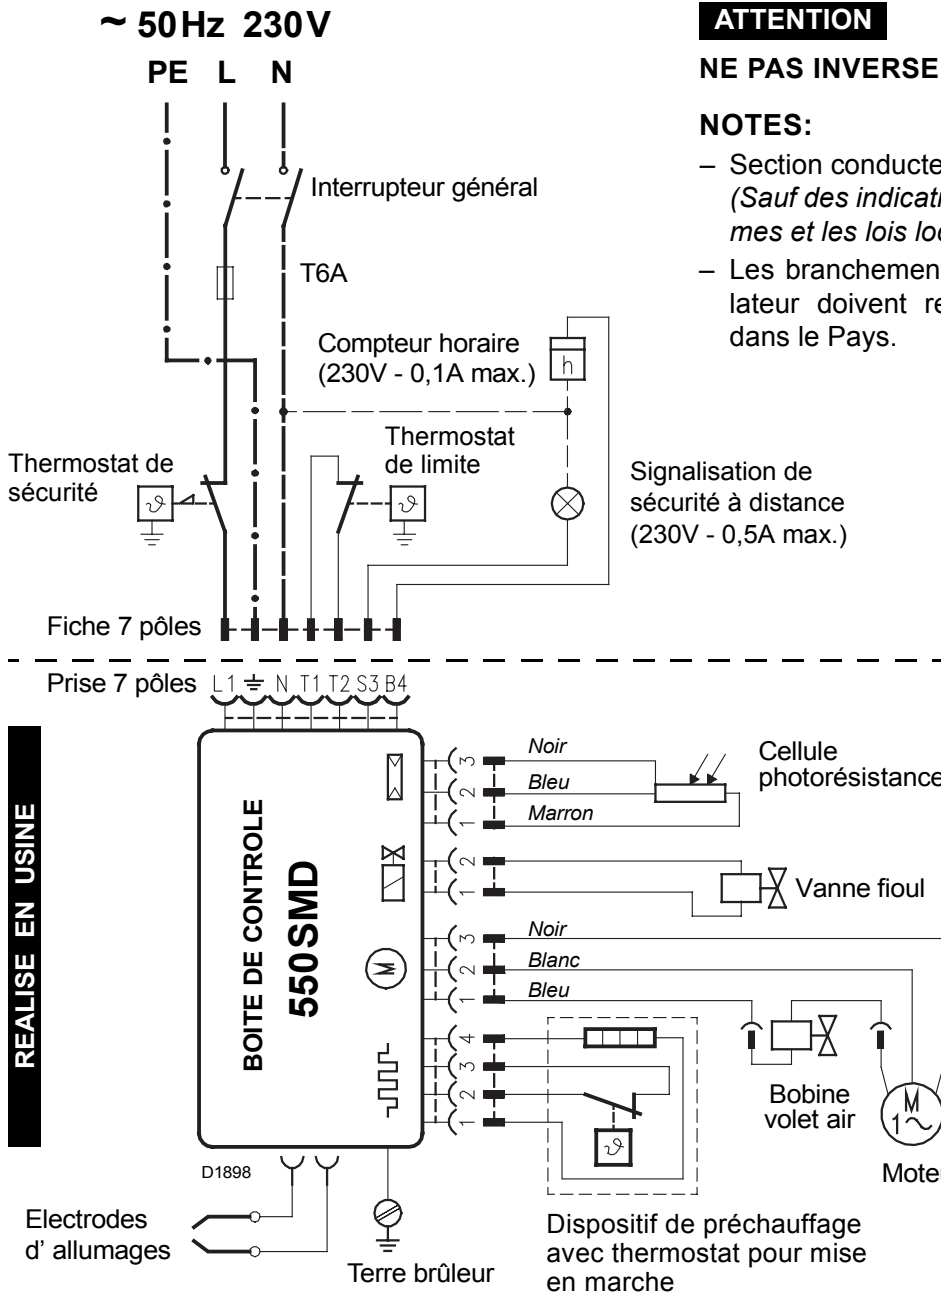 ~ 50Hz 230V
PE L N
Interrupteur général
T6A
Compteur horaire
(230V - 0,1A max.)
h
Thermostat de
sécurité
Thermostat
de limite
Signalisation de
sécurité à distance
(230V - 0,5A max.)
Fiche 7 pôles
ATTENTION
NE PAS INVERSE
NOTES:
– Section conducte
(Sauf des indicati
mes et les lois loc
– Les branchemen
lateur doivent re
dans le Pays.
Prise 7 pôles
L1 N T1 T2 S3 B4
REALISE EN USINE
BOITE DE CONTROLE
550SMD
3 Noir
2 Bleu
1 Marron
Cellule
photorésistance
2
1
Vanne fioul
M
3 Noir
2 Blanc
1 Bleu
4
3
2
1
Bobine
volet air
M
1~
Moteu
D1898
Electrodes
d' allumages
Terre brûleur
Dispositif de préchauffage
avec thermostat pour mise
en marche